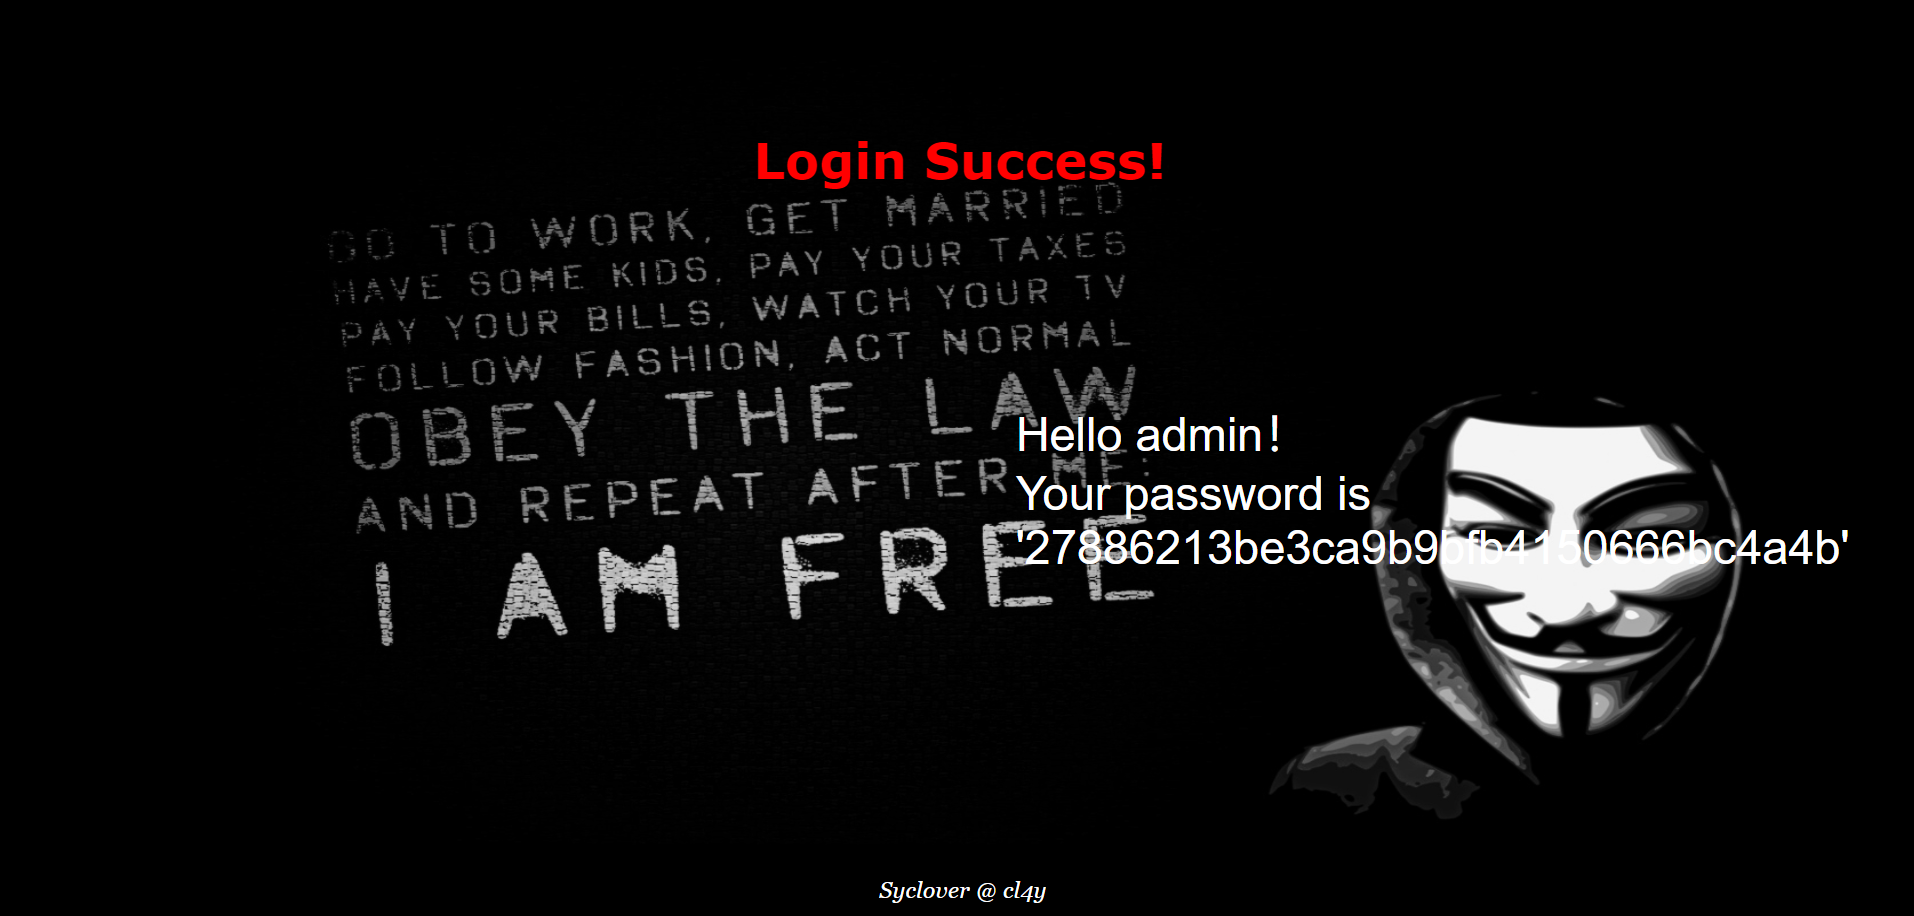 Login Success!
GO TO WORK, GET MARRIED
HAVE SOME KIDS, PAY YOUR TAXES
PAY YOUR BILLS, WATCH YOUR TV
FOLLOW FASHION, ACT NORMAL
OBEY THE LAW
AND REPEAT AFTER ME:
I AM FREE
Hello admin！
Your password is
'27886213be3ca9b9bfb4150666bc4a4b'
Syclover @ cl4y